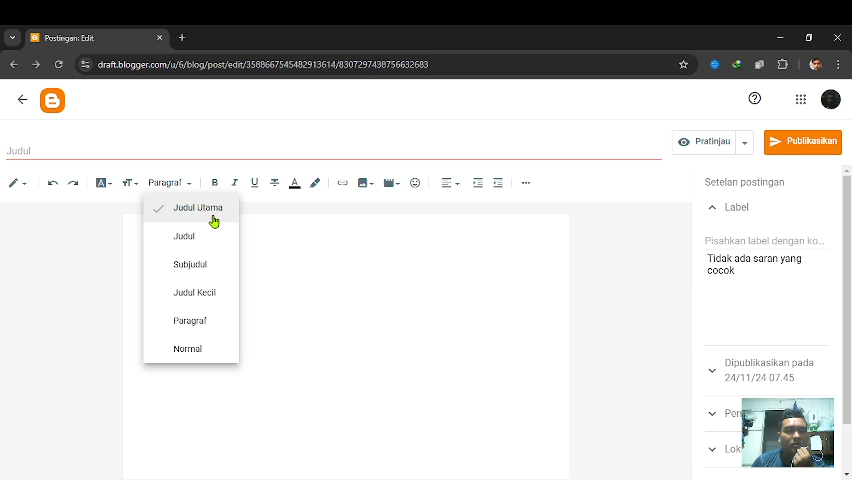 Postingan: Edit
draft.blogger.com/u/6/blog/post/edit/3588667545482913614/8307297438756632683
Judul
Pratinjau
Publikasikan
Paragraf
Judul Utama
Judul
Subjudul
Judul Kecil
Paragraf
Normal
Setelan postingan
Label
Pisahkan label dengan ko...
Tidak ada saran yang
cocok
Dipublikasikan pada
24/11/24 07.45